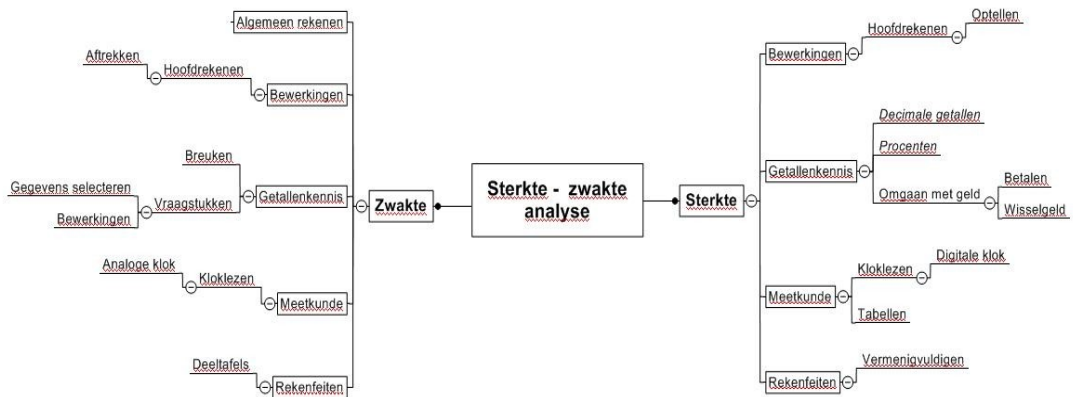 Sterkte - zwakte
analyse
Zwakte
Algemeen rekenen
Bewerkingen
Hoofdrekenen
Aftrekken
Getallenkennis
Breuken
Vraagstukken
Gegevens selecteren
Bewerkingen
Meetkunde
Kloklezen
Analoge klok
Rekenfeiten
Deeltafels
Sterkte
Bewerkingen
Hoofdrekenen
Optellen
Getallenkennis
Decimale getallen
Procenten
Omgaan met geld
Betalen
Wisselgeld
Meetkunde
Kloklezen
Digitale klok
Tabellen
Rekenfeiten
Vermenigvuldigen